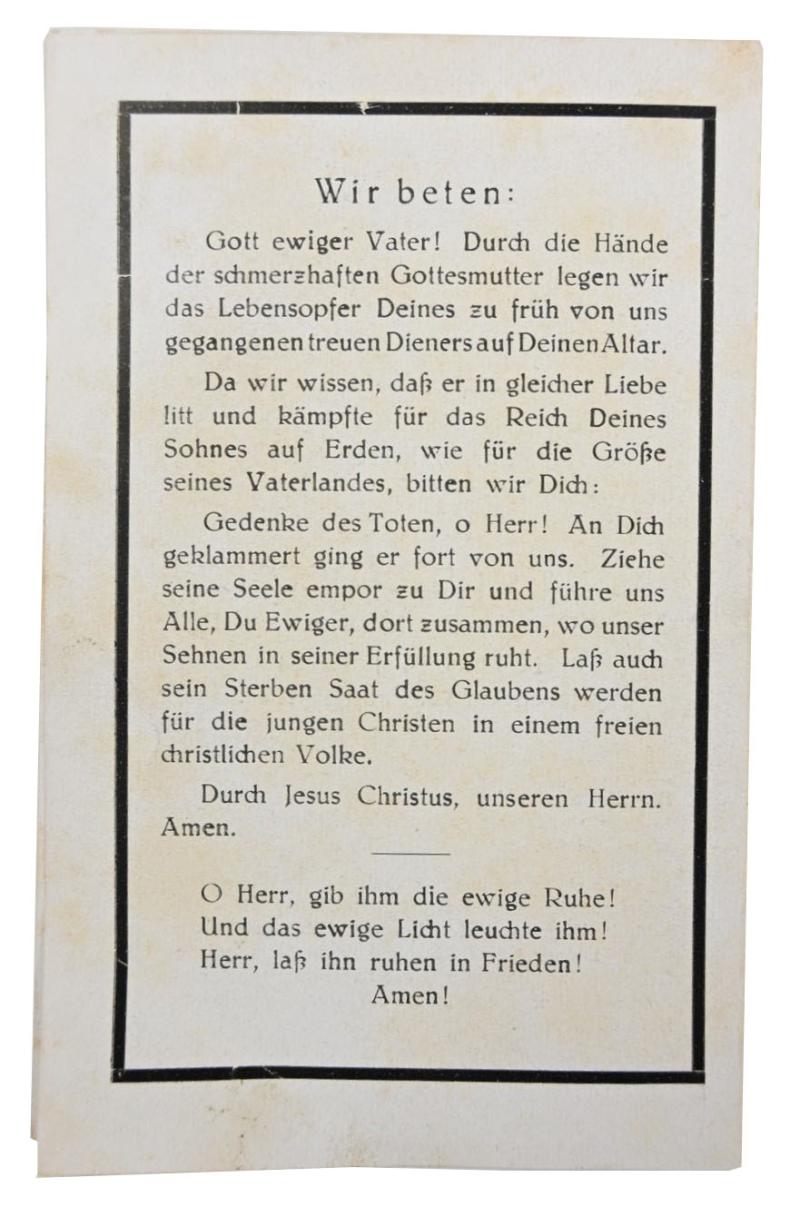 Wir beten:
Gott ewiger Vater! Durch die Hände
der schmerzhaften Gottesmutter legen wir
das Lebensopfer Deines zu früh von uns
gegangenen treuen Dieners auf Deinen Altar.
Da wir wissen, daß er in gleicher Liebe
litt und kämpfte für das Reich Deines
Sohnes auf Erden, wie für die Größe
seines Vaterlandes, bitten wir Dich:
Gedenke des Toten, o Herr! An Dich
geklammert ging er fort von uns. Ziehe
seine Seele empor zu Dir und führe uns
Alle, Du Ewiger, dort zusammen, wo unser
Sehnen in seiner Erfüllung ruht. Laß auch
sein Sterben Saat des Glaubens werden
für die jungen Christen in einem freien
christlichen Volke.
Durch Jesus Christus, unseren Herrn.
Amen.
O Herr, gib ihm die ewige Ruhe!
Und das ewige Licht leuchte ihm!
Herr, laß ihn ruhen in Frieden!
Amen!